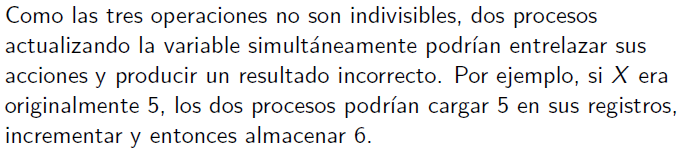 Como las tres operaciones no son indivisibles, dos procesos
actualizando la variable simultáneamente podrían entrelazar sus
acciones y producir un resultado incorrecto. Por ejemplo, si X era
originalmente 5, los dos procesos podrían cargar 5 en sus registros,
incrementar y entonces almacenar 6.